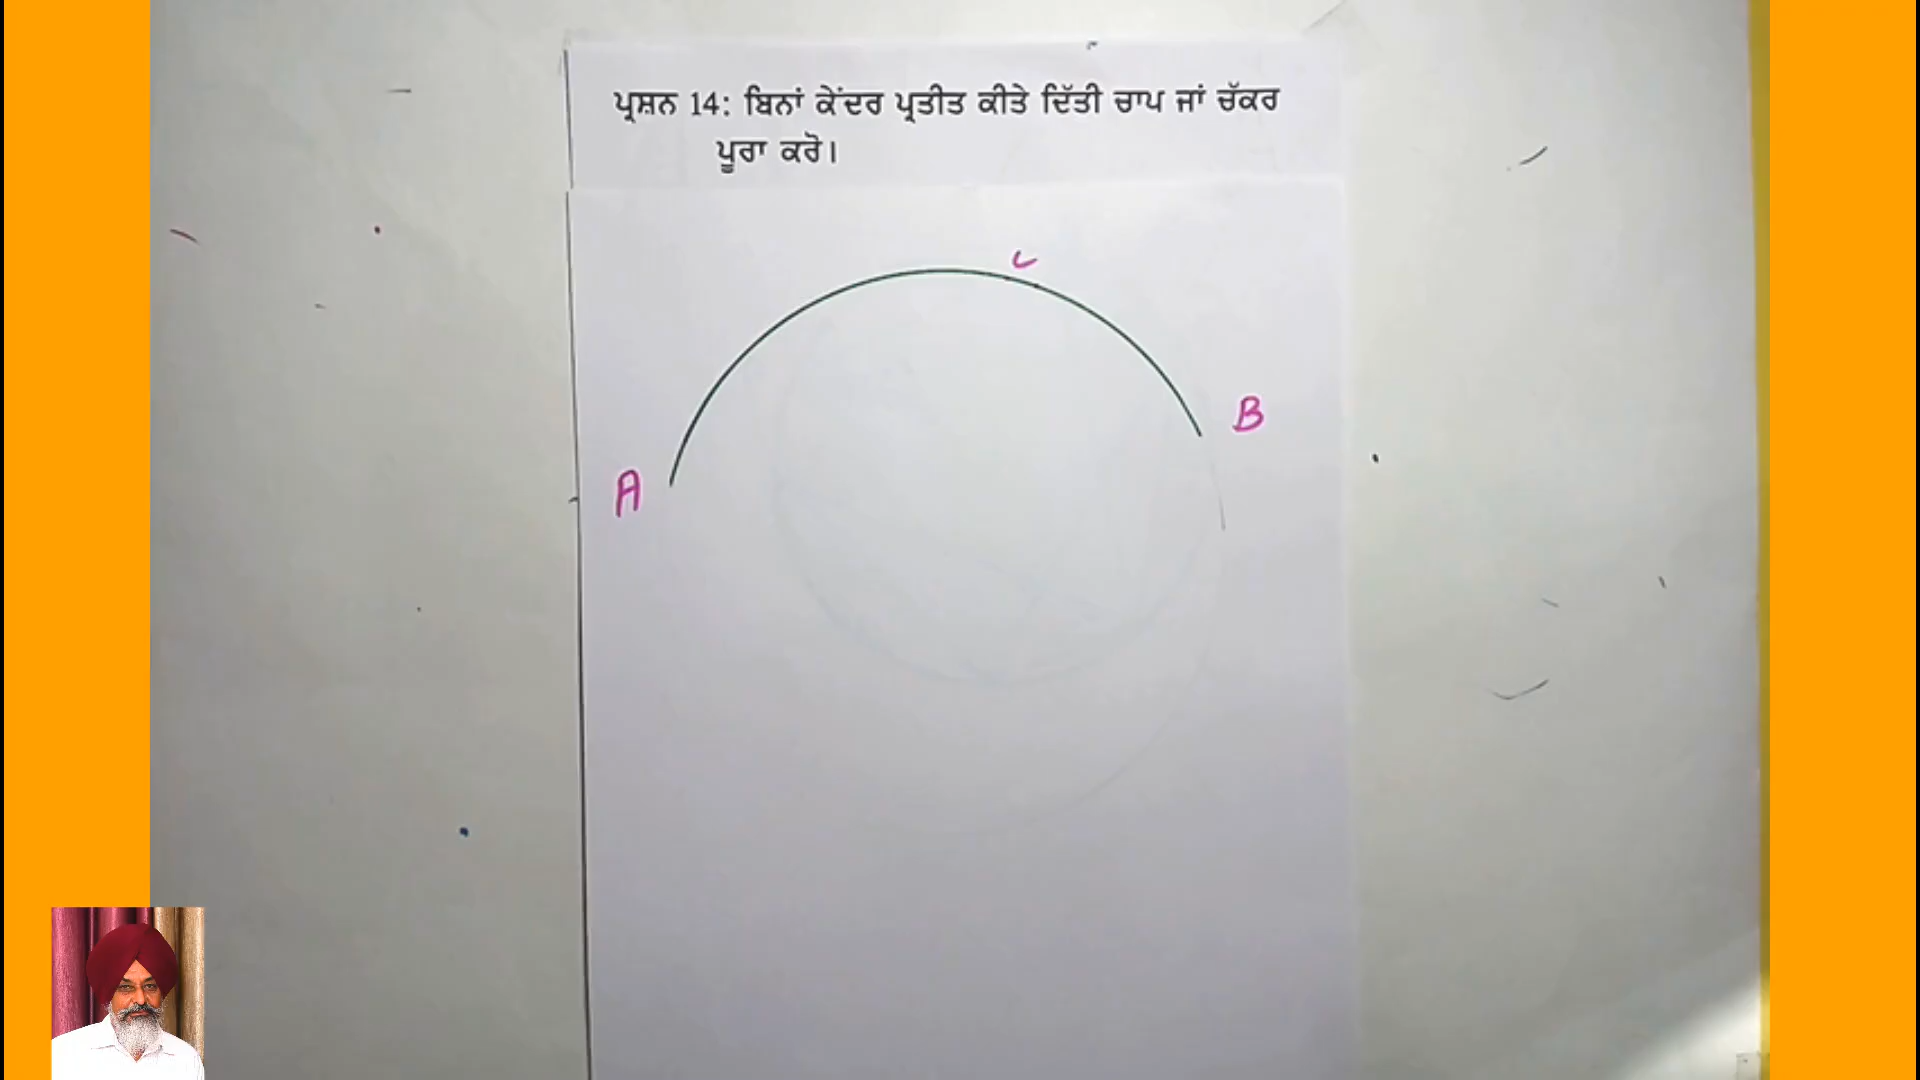 ਪ੍ਰਸ਼ਨ 14: ਬਿਨਾਂ ਕੇਂਦਰ ਪ੍ਰਤੀਤ ਕੀਤੇ ਦਿੱਤੀ ਚਾਪ ਜਾਂ ਚੱਕਰ
ਪੂਰਾ ਕਰੋ।
C
B
A